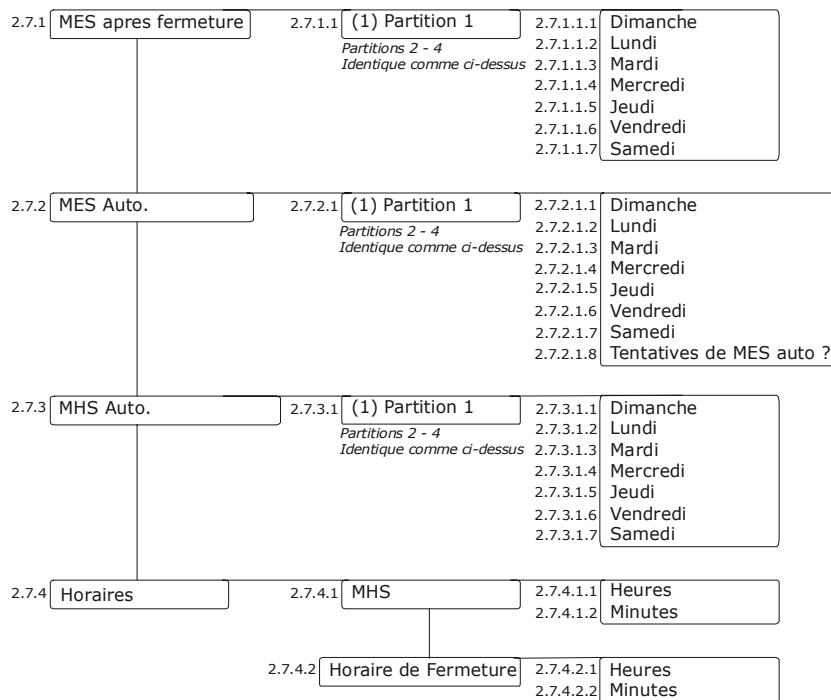 2.7.1 MES apres fermeture 2.7.1.1 (1) Partition 1 2.7.1.1.1 Dimanche
Partitions 2 - 4 2.7.1.1.2 Lundi
Identique comme ci-dessus 2.7.1.1.3 Mardi
2.7.1.1.4 Mercredi
2.7.1.1.5 Jeudi
2.7.1.1.6 Vendredi
2.7.1.1.7 Samedi
2.7.2 MES Auto. 2.7.2.1 (1) Partition 1 2.7.2.1.1 Dimanche
Partitions 2 - 4 2.7.2.1.2 Lundi
Identique comme ci-dessus 2.7.2.1.3 Mardi
2.7.2.1.4 Mercredi
2.7.2.1.5 Jeudi
2.7.2.1.6 Vendredi
2.7.2.1.7 Samedi
2.7.2.1.8 Tentatives de MES auto ?
2.7.3 MHS Auto. 2.7.3.1 (1) Partition 1 2.7.3.1.1 Dimanche
Partitions 2 - 4 2.7.3.1.2 Lundi
Identique comme ci-dessus 2.7.3.1.3 Mardi
2.7.3.1.4 Mercredi
2.7.3.1.5 Jeudi
2.7.3.1.6 Vendredi
2.7.3.1.7 Samedi
2.7.4 Horaires 2.7.4.1 MHS 2.7.4.1.1 Heures
2.7.4.1.2 Minutes
2.7.4.2 Horaire de Fermeture 2.7.4.2.1 Heures
2.7.4.2.2 Minutes